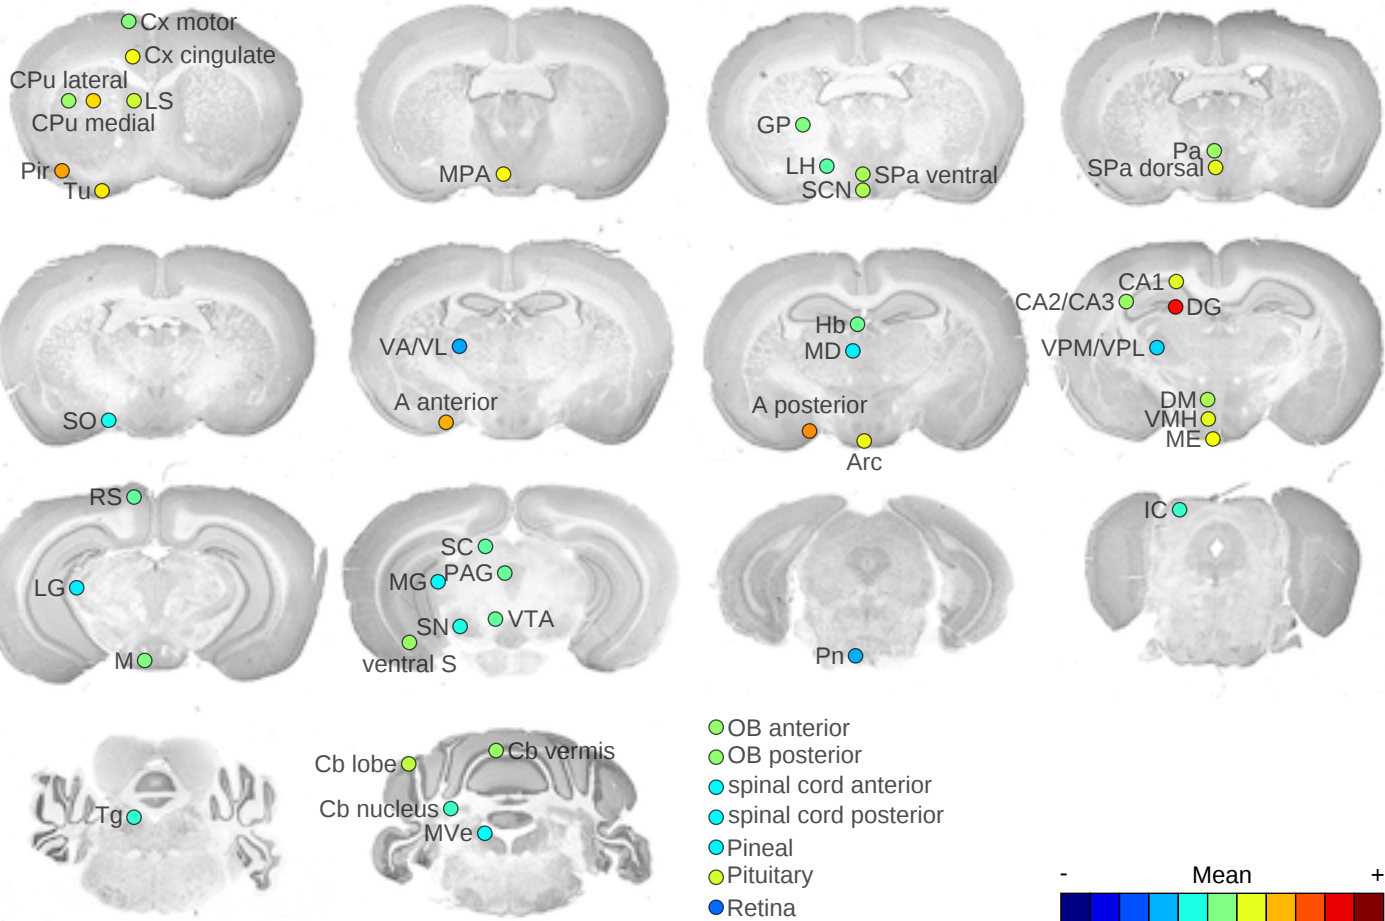 Cx motor
Cx cingulate
CPu lateral
LS
CPu medial
Pir
Tu
MPA
GP
LH
SPa ventral
SCN
Pa
SPa dorsal
SO
VA/VL
A anterior
Hb
MD
A posterior
Arc
CA1
CA2/CA3
DG
VPM/VPL
DM
VMH
ME
RS
LG
M
SC
PAG
MG
VTA
SN
ventral S
Pn
IC
Tg
Cb vermis
Cb lobe
Cb nucleus
MVe
OB anterior
OB posterior
spinal cord anterior
spinal cord posterior
Pineal
Pituitary
Retina
- Mean +